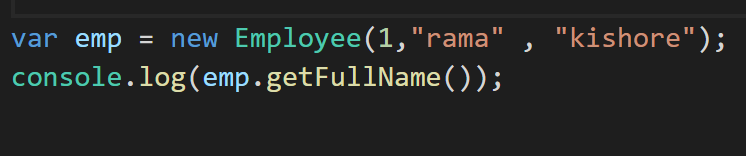 var emp = new Employee(1,"rama" , "kishore");
console.log(emp.getFullName());